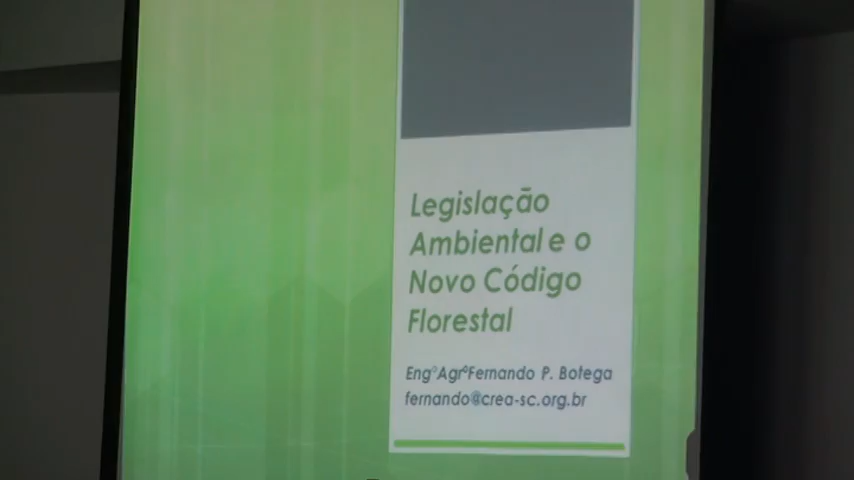 Legislação
Ambiental e o
Novo Código
Florestal
Eng°Agr°Fernando P. Botega
fernando@crea-sc.org.br